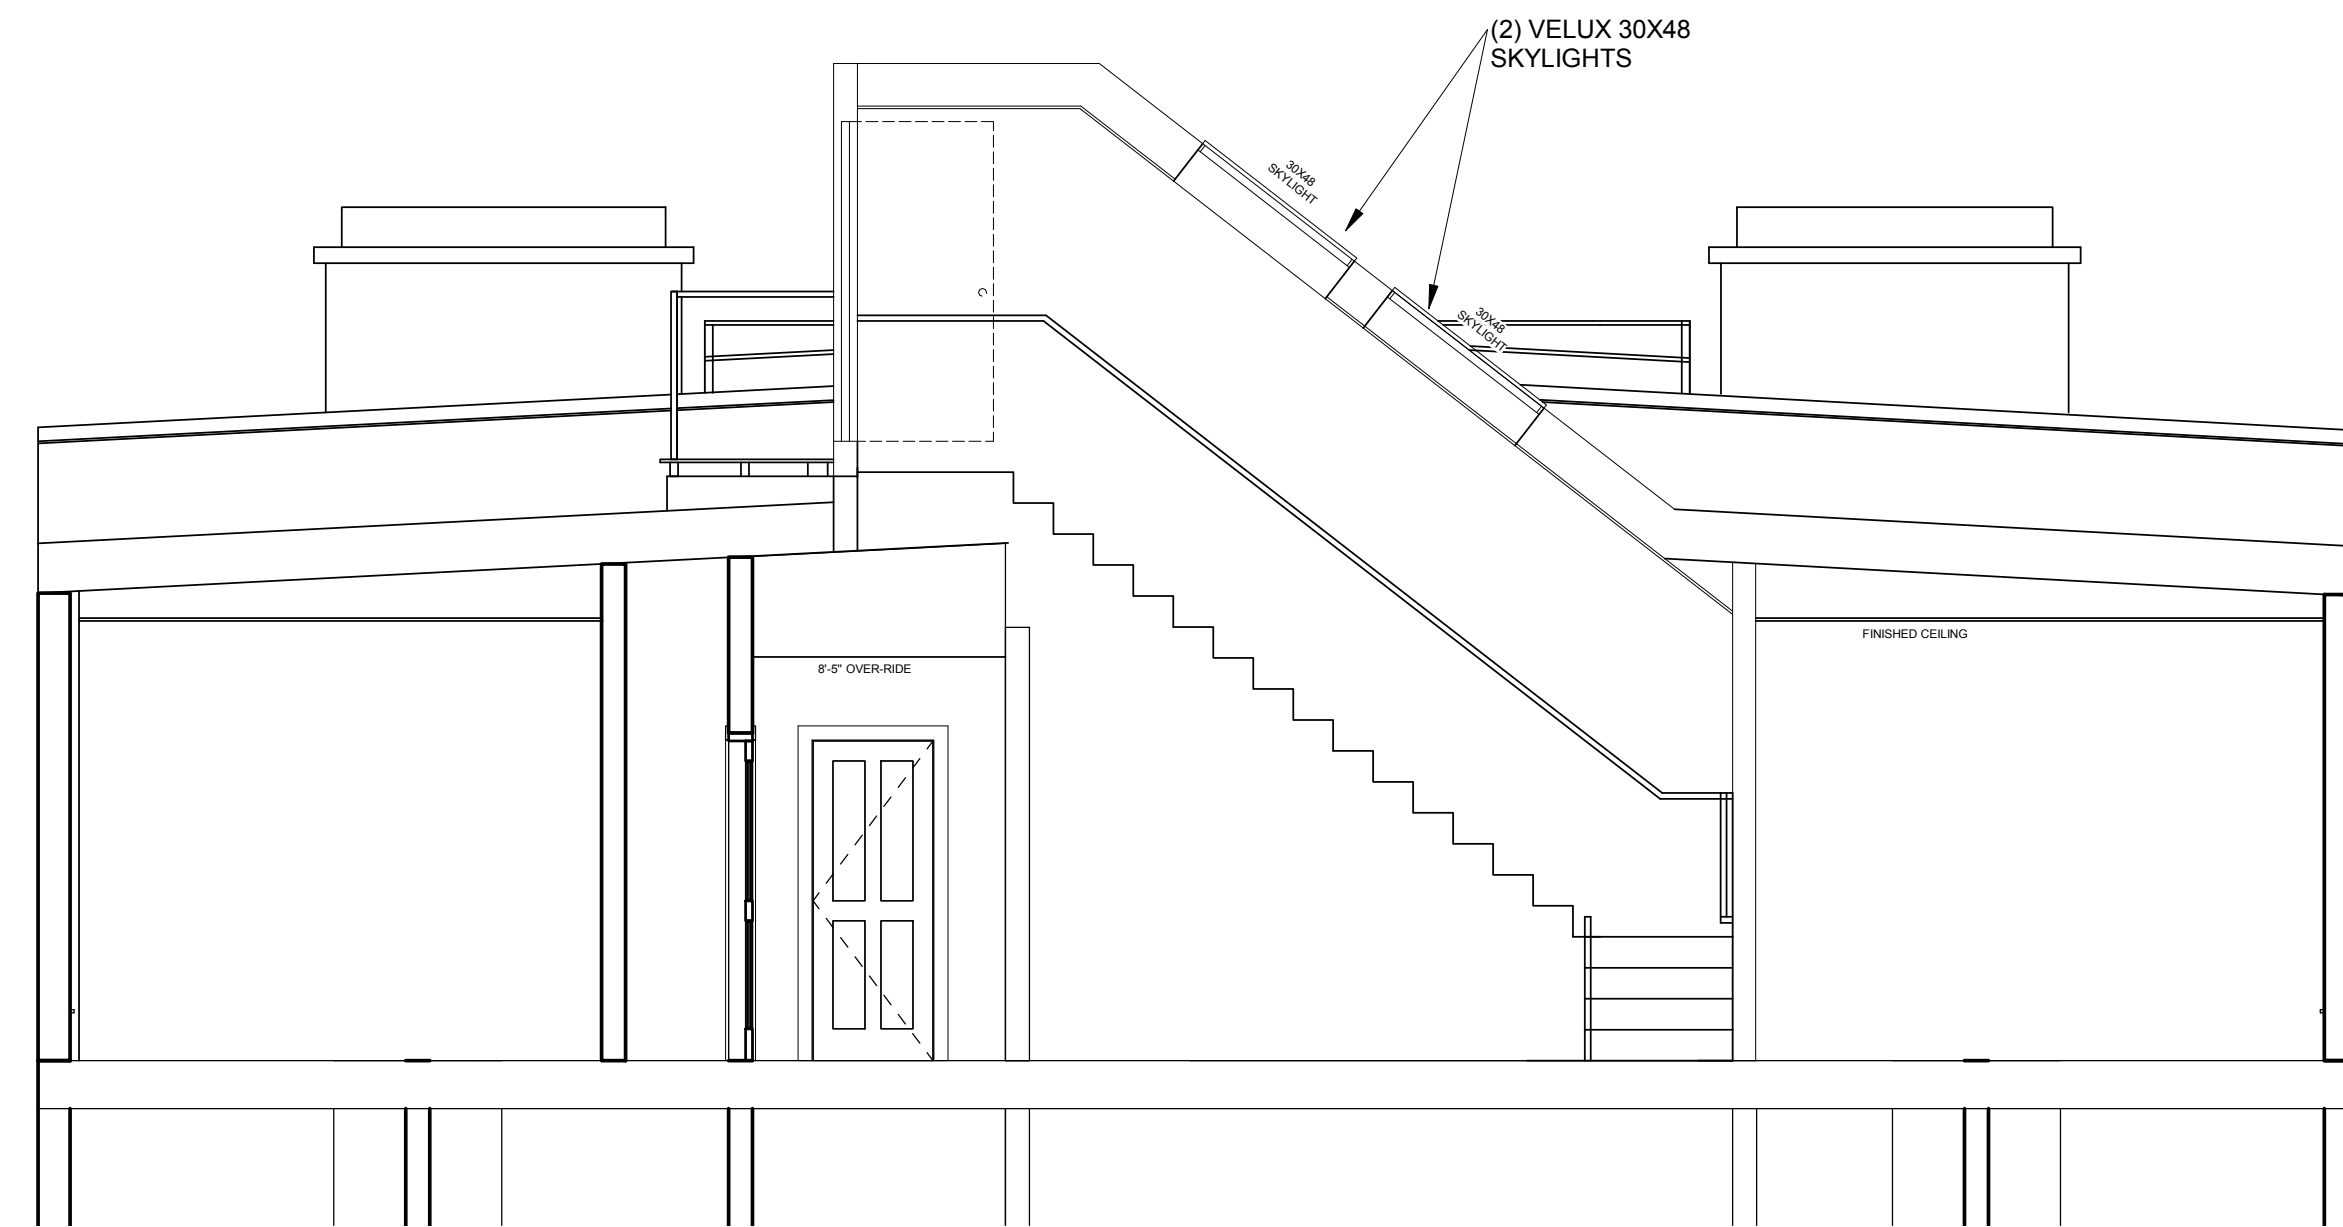 (2) VELUX 30X48
SKYLIGHTS
30X48
SKYLIGHT
30X48
SKYLIGHT
FINISHED CEILING
8'-5" OVER-RIDE